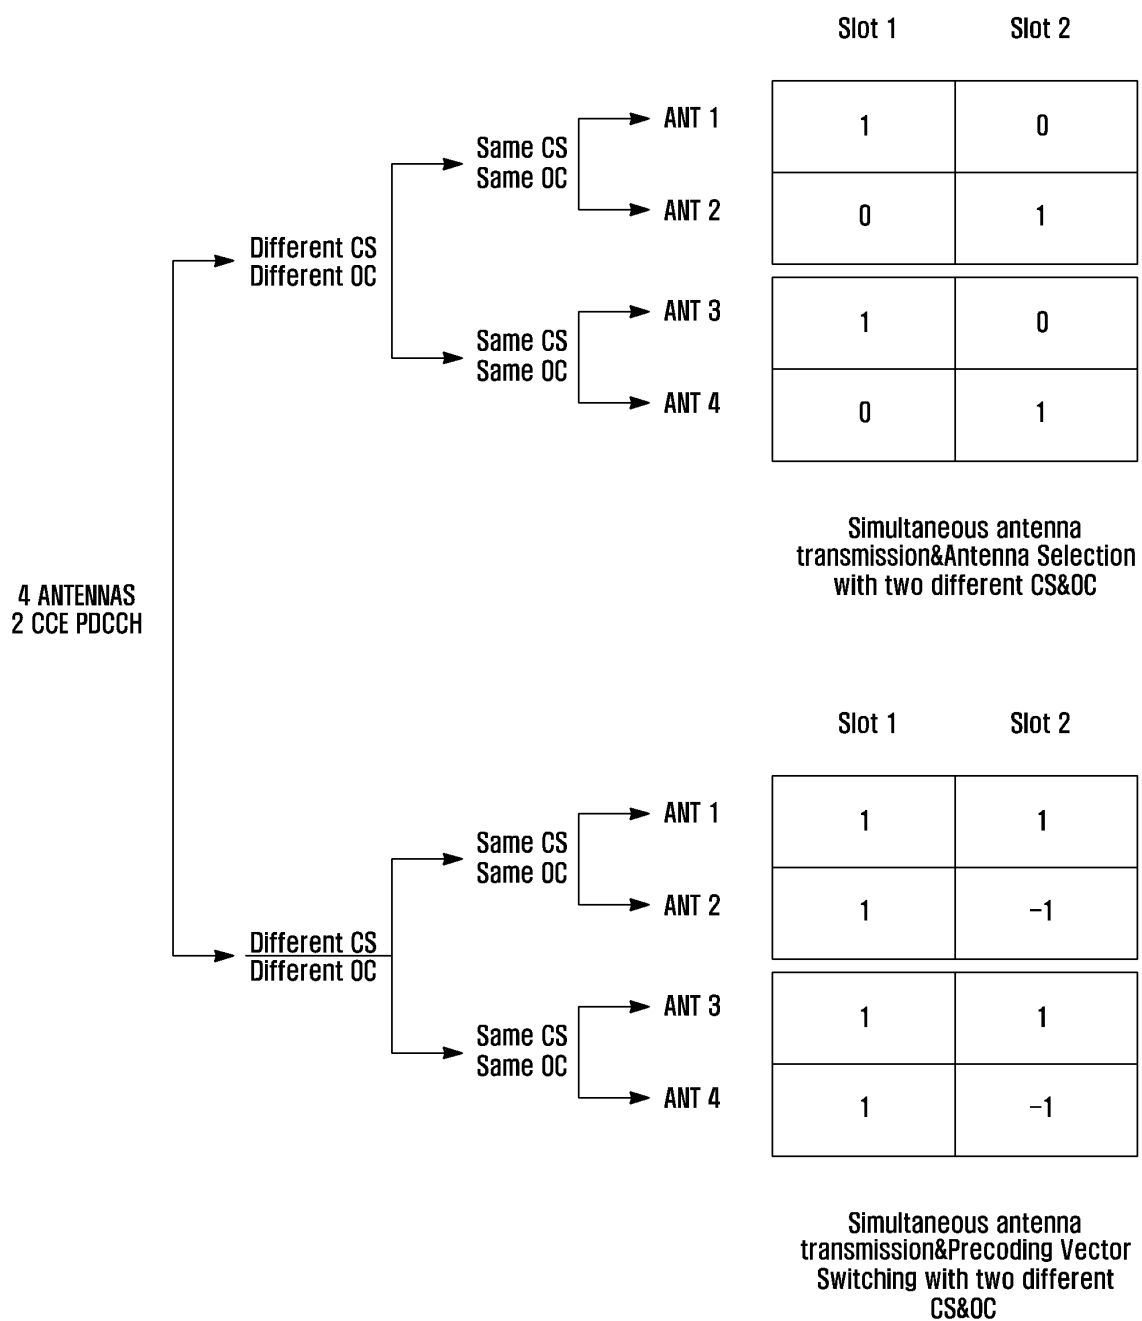 Slot 1 Slot 2
ANT 1 1 0
Same CS
Same OC
ANT 2 0 1
Different CS
Different OC
ANT 3 1 0
Same CS
Same OC
ANT 4 0 1
Simultaneous antenna
transmission&Antenna Selection
with two different CS&OC
4 ANTENNAS
2 CCE PDCCH
Slot 1 Slot 2
ANT 1 1 1
Same CS
Same OC
ANT 2 1 −1
Different CS
Different OC
ANT 3 1 1
Same CS
Same OC
ANT 4 1 −1
Simultaneous antenna
transmission&Precoding Vector
Switching with two different
CS&OC